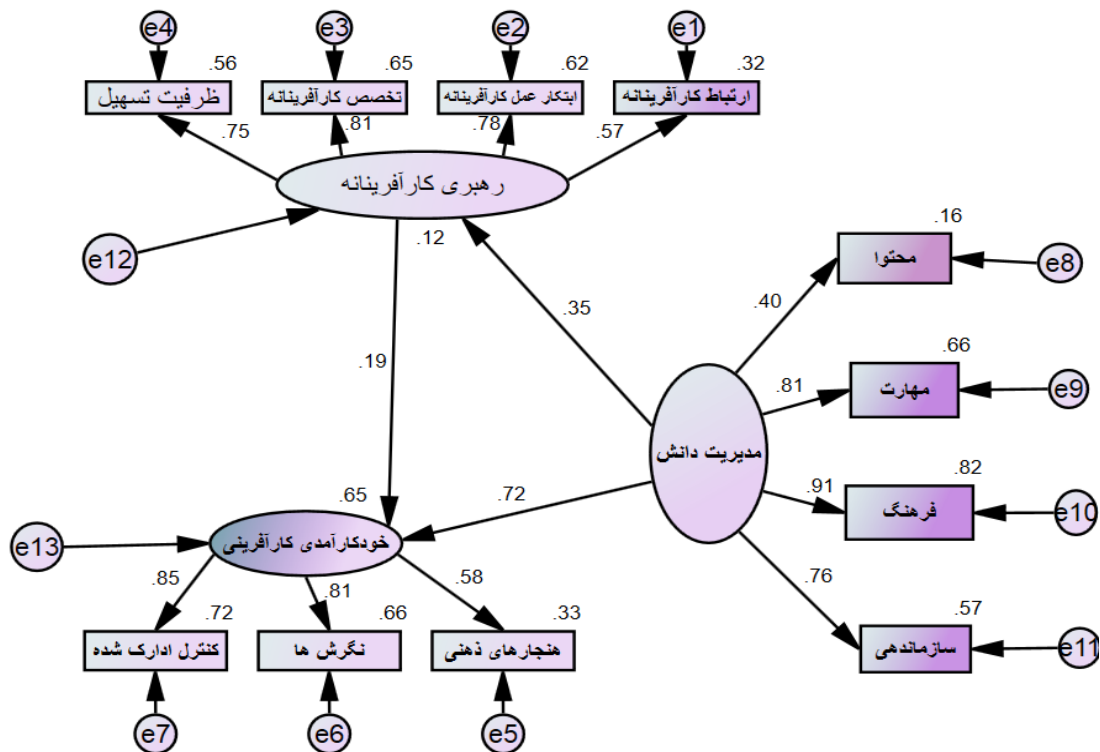 e4
e3
e2
e1
.56
.65
.62
.32
ظرفیت تسهیل
تخصص کارآفرینانه
ابتکار عمل کارآفرینانه
ارتباط کارآفرینانه
.75
.81
.78
.57
رهبری کارآفرینانه
e12
.12
.16
محتوا
e8
.40
.35
.66
مهارت
e9
.81
.19
مدیریت دانش
.82
فرهنگ
e10
.91
.72
.65
خودکارآمدی کارآفرینی
e13
.76
.57
سازماندهی
e11
.85
.81
.58
.72
.66
.33
کنترل ادارک شده
نگرش ها
هنجارهای ذهنی
e7
e6
e5